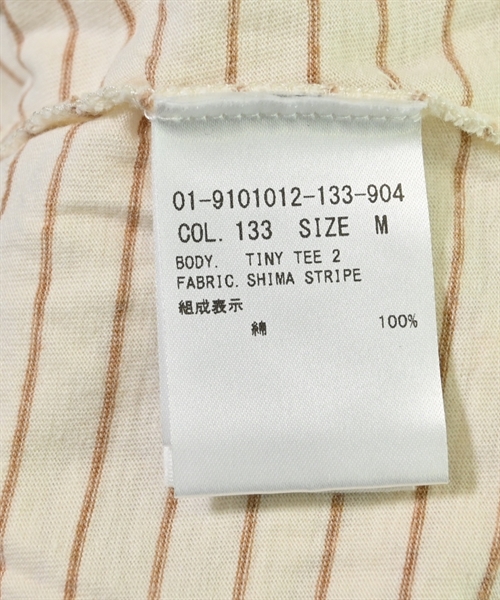 01-9101012-133-904
COL. 133 SIZE M
BODY. TINY TEE 2
FABRIC. SHIMA STRIPE
組成表示
綿 100%